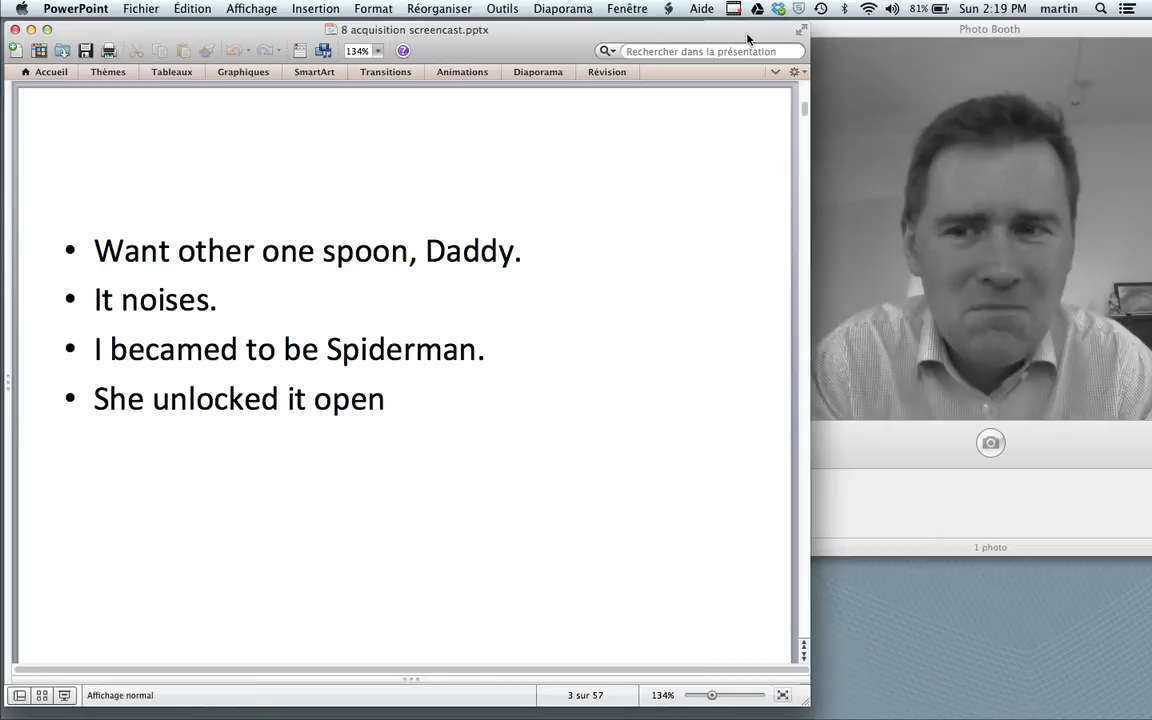 PowerPoint Fichier Édition Affichage Insertion Format Réorganiser Outils Diaporama Fenêtre Aide 81% Sun 2:19 PM martin
8 acquisition screencast.pptx
Photo Booth
134% Rechercher dans la présentation
Accueil Thèmes Tableaux Graphiques SmartArt Transitions Animations Diaporama Révision
• Want other one spoon, Daddy.
• It noises.
• I becamed to be Spiderman.
• She unlocked it open
1 photo
Affichage normal 3 sur 57 134%